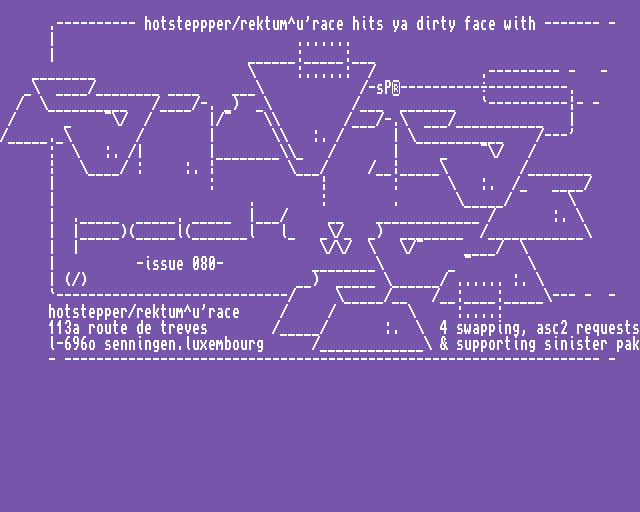 hotsteppper/rektum^u'race hits ya dirty face with
-sP®
-issue 080-
(/)
hotstepper/rektum^u'race
113a route de treves
4 swapping, asc2 requests
l-696o senningen.luxembourg
& supporting sinister pak